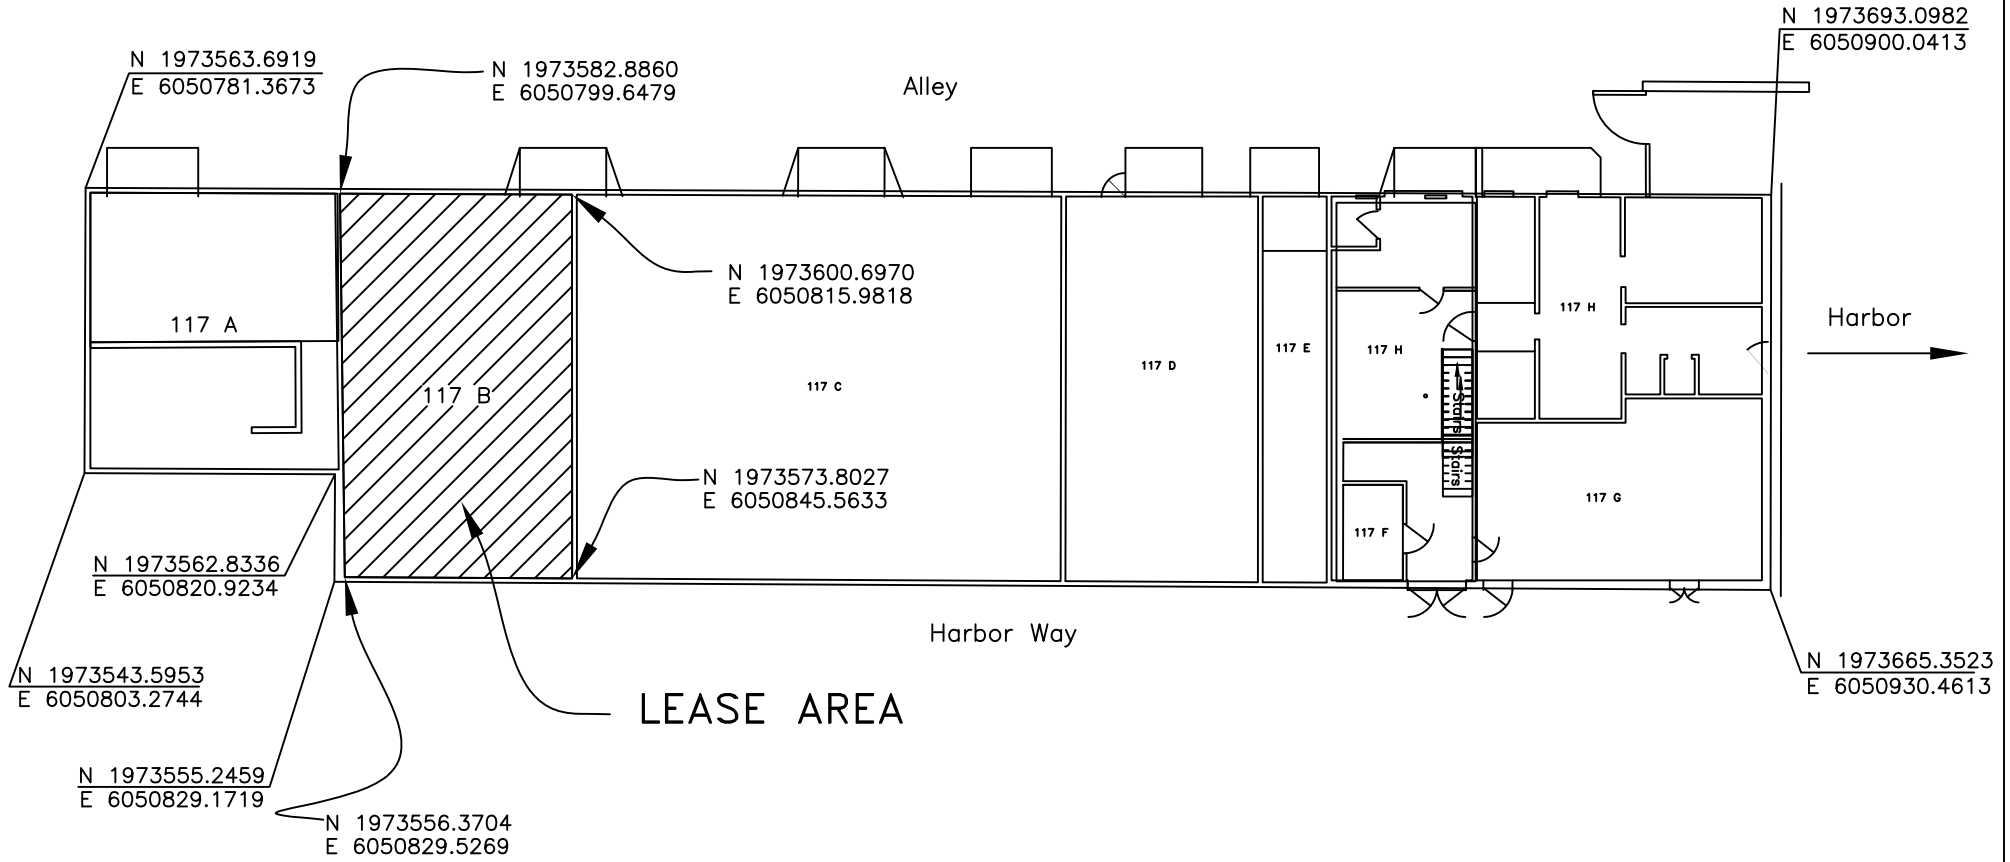 N 1973693.0982
E 6050900.0413
N 1973563.6919
E 6050781.3673
N 1973582.8860
E 6050799.6479
Alley
N 1973600.6970
E 6050815.9818
117 A
117 B
117 C
117 D
117 E
117 H
117 H
Harbor
Stairs
Stairs
N 1973573.8027
E 6050845.5633
117 G
117 F
N 1973562.8336
E 6050820.9234
Harbor Way
N 1973543.5953
E 6050803.2744
N 1973665.3523
E 6050930.4613
LEASE AREA
N 1973555.2459
E 6050829.1719
N 1973556.3704
E 6050829.5269